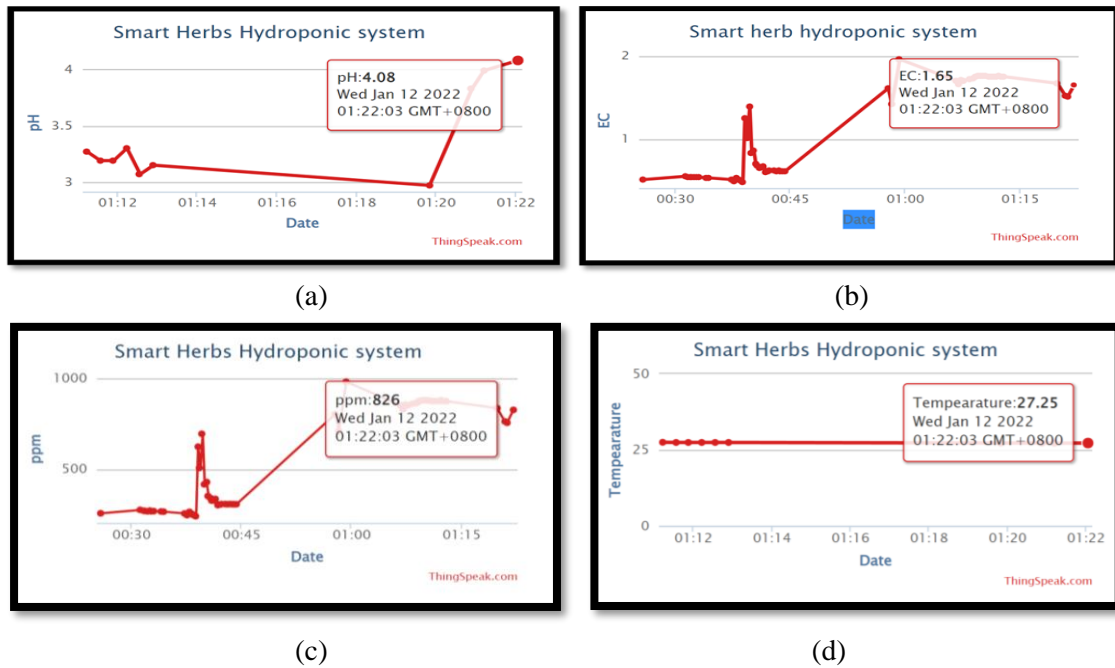 Smart Herbs Hydroponic system
4
3.5
3
pH
pH:4.08
Wed Jan 12 2022
01:22:03 GMT+0800
01:12 01:14 01:16 01:18 01:20 01:22
Date
ThingSpeak.com
(a)
Smart herb hydroponic system
2
1
EC
EC:1.65
Wed Jan 12 2022
01:22:03 GMT+0800
00:30 00:45 01:00 01:15
Date
ThingSpeak.com
(b)
Smart Herbs Hydroponic system
1000
500
ppm
ppm:826
Wed Jan 12 2022
01:22:03 GMT+0800
00:30 00:45 01:00 01:15
Date
ThingSpeak.com
(c)
Smart Herbs Hydroponic system
50
25
0
Tempearature
Tempearature:27.25
Wed Jan 12 2022
01:22:03 GMT+0800
01:12 01:14 01:16 01:18 01:20 01:22
Date
ThingSpeak.com
(d)